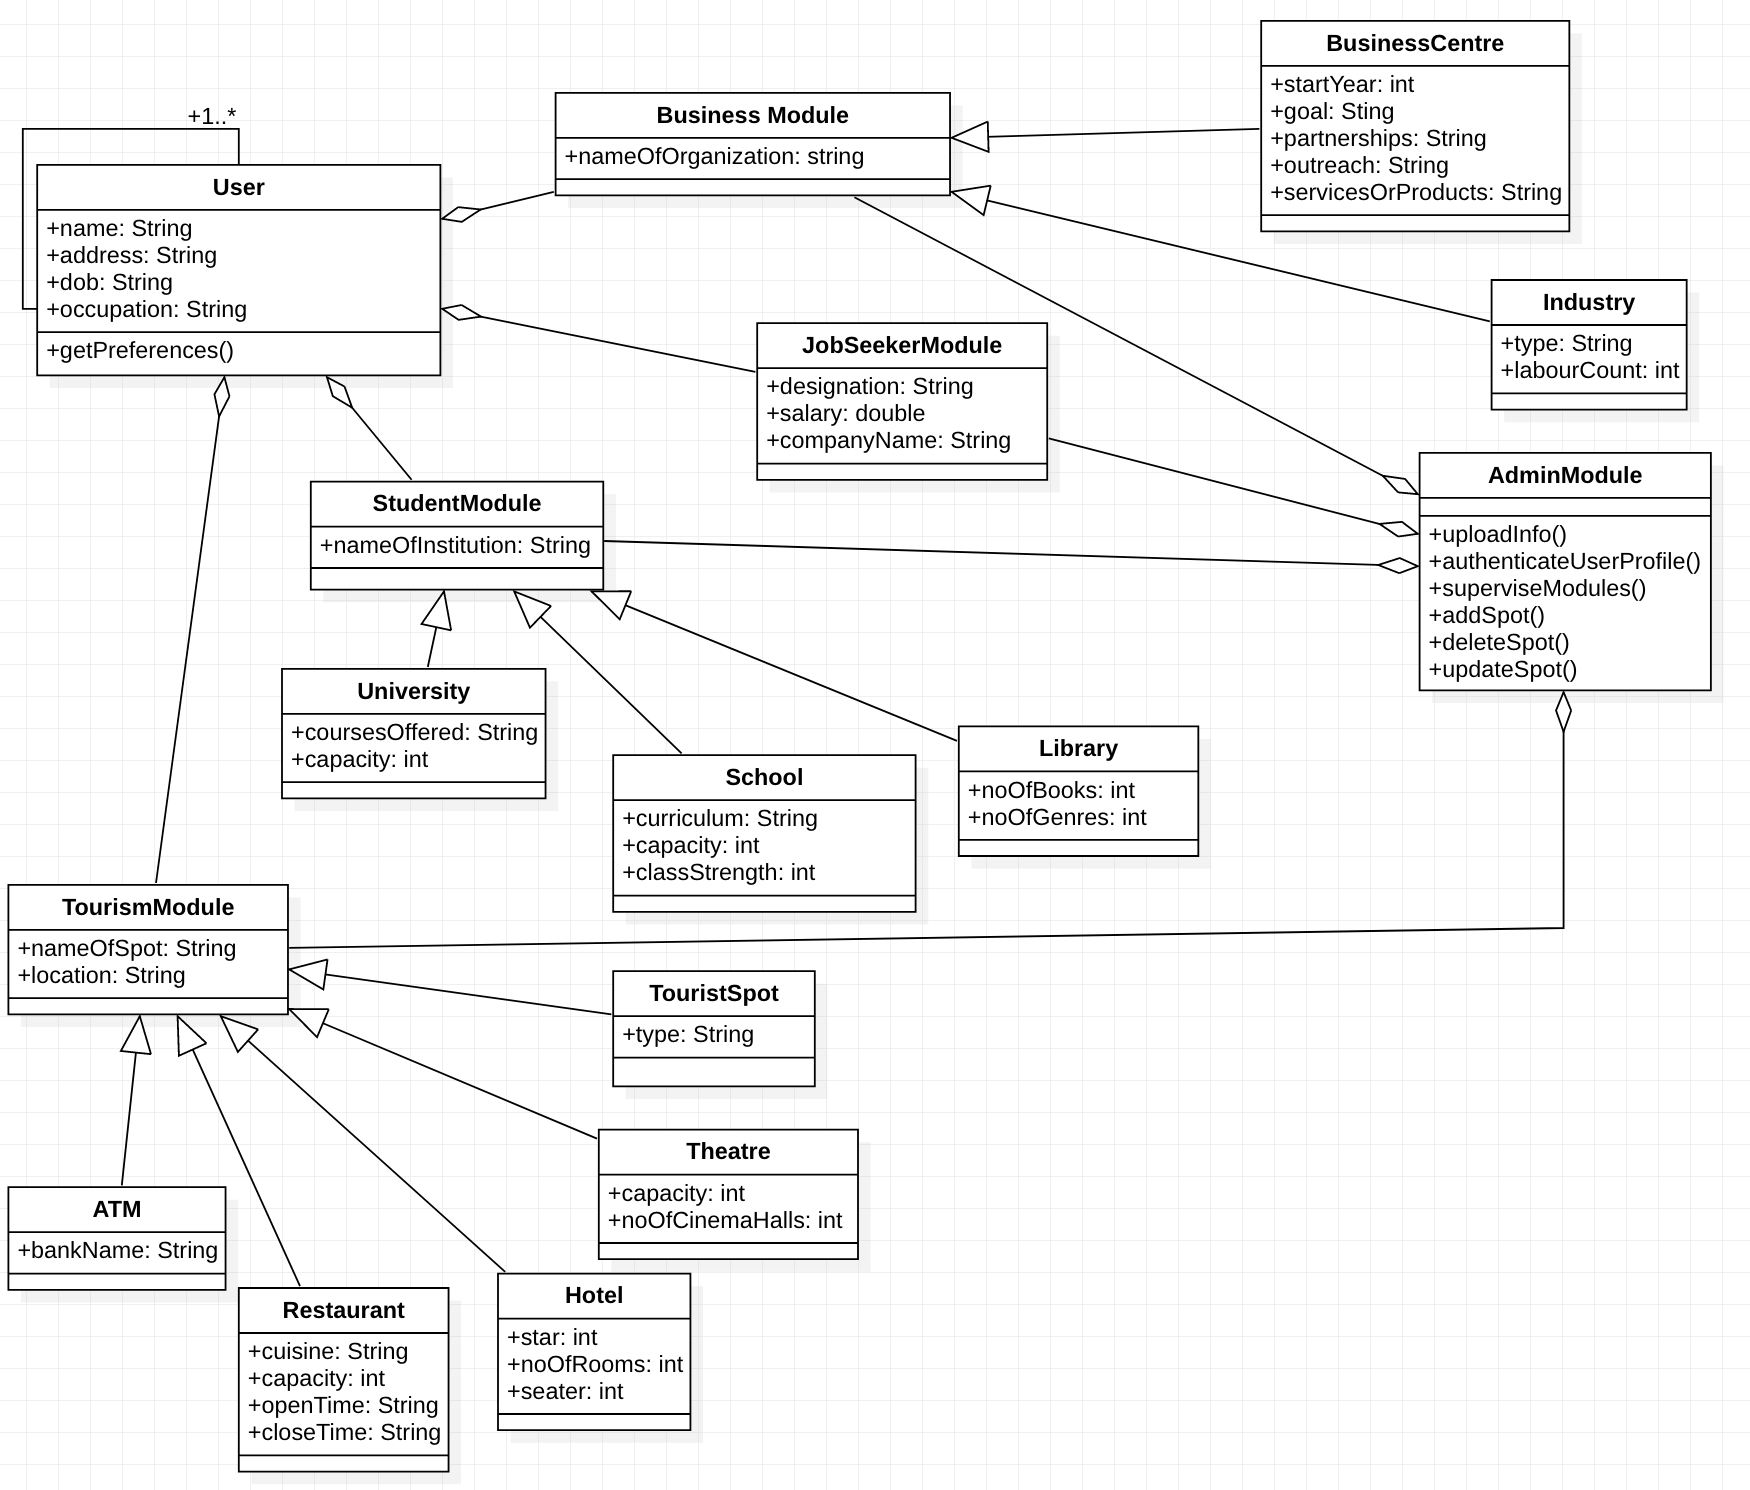 BusinessCentre
+startYear: int
+goal: Sting
+partnerships: String
+outreach: String
+servicesOrProducts: String
Business Module
+nameOfOrganization: string
+1..*
User
+name: String
+address: String
+dob: String
+occupation: String
+getPreferences()
Industry
+type: String
+labourCount: int
JobSeekerModule
+designation: String
+salary: double
+companyName: String
AdminModule
+uploadInfo()
+authenticateUserProfile()
+superviseModules()
+addSpot()
+deleteSpot()
+updateSpot()
StudentModule
+nameOfInstitution: String
University
+coursesOffered: String
+capacity: int
School
+curriculum: String
+capacity: int
+classStrength: int
Library
+noOfBooks: int
+noOfGenres: int
TourismModule
+nameOfSpot: String
+location: String
TouristSpot
+type: String
Theatre
+capacity: int
+noOfCinemaHalls: int
ATM
+bankName: String
Restaurant
+cuisine: String
+capacity: int
+openTime: String
+closeTime: String
Hotel
+star: int
+noOfRooms: int
+seater: int